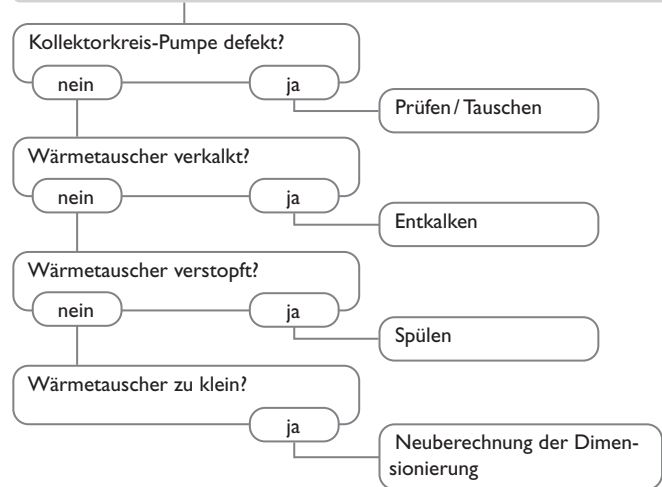 Kollektorkreis-Pumpe defekt?
nein
ja
Prüfen / Tauschen
Wärmetauscher verkalkt?
nein
ja
Entkalken
Wärmetauscher verstopft?
nein
ja
Spülen
Wärmetauscher zu klein?
ja
Neuberechnung der Dimen-
sionierung